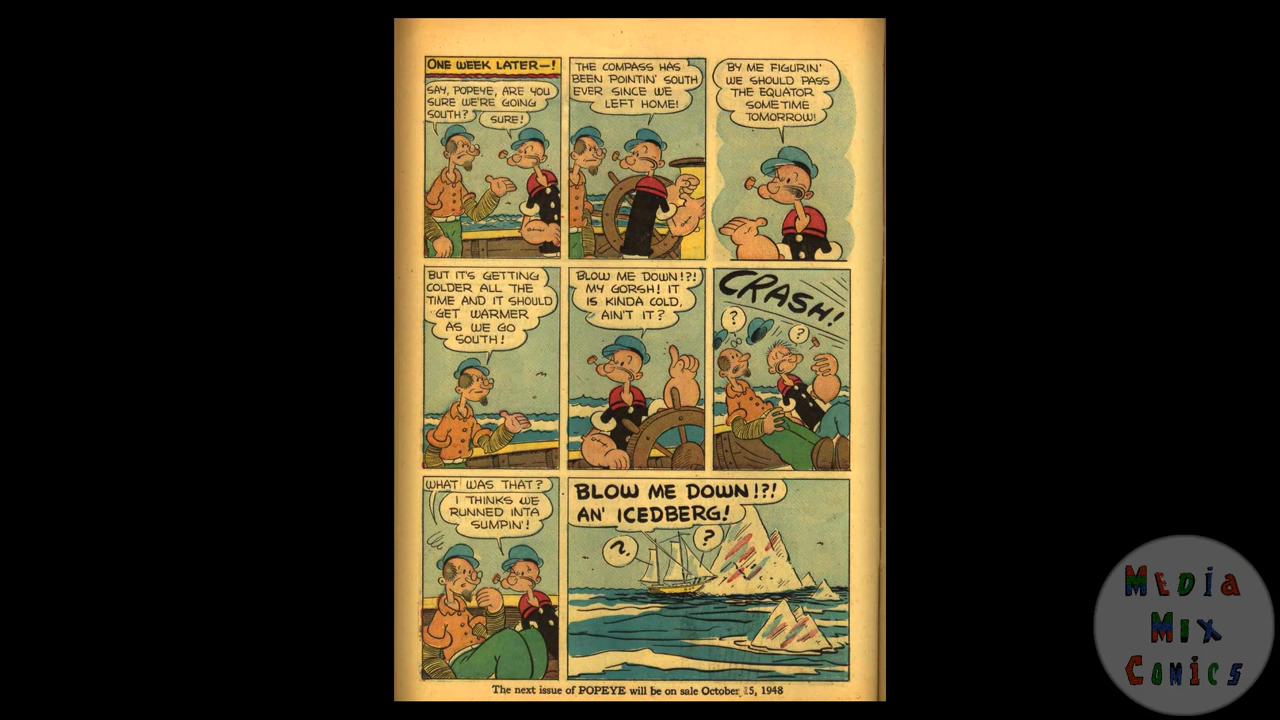 ONE WEEK LATER—!
SAY, POPEYE, ARE YOU
SURE WE'RE GOING
SOUTH?
SURE!
THE COMPASS HAS
BEEN 'POINTIN' SOUTH
EVER SINCE WE
LEFT HOME!
BY ME FIGURIN'
WE SHOULD PASS
THE EQUATOR
SOMETIME
TOMORROW!
BUT IT'S GETTING
COLDER ALL THE
TIME AND IT SHOULD
GET WARMER
AS WE GO
SOUTH!
BLOW ME DOWN!?!
MY GORSH! IT
IS KINDA COLD,
AIN'T IT?
CRASH!
?
?
WHAT WAS THAT?
I THINKS WE
RUNNED INTA
SUMPIN'!
BLOW ME DOWN!?!
AN' ICEDBERG!
?
?
The next issue of POPEYE will be on sale October 15, 1948
MEDIA
MIX
COMICS